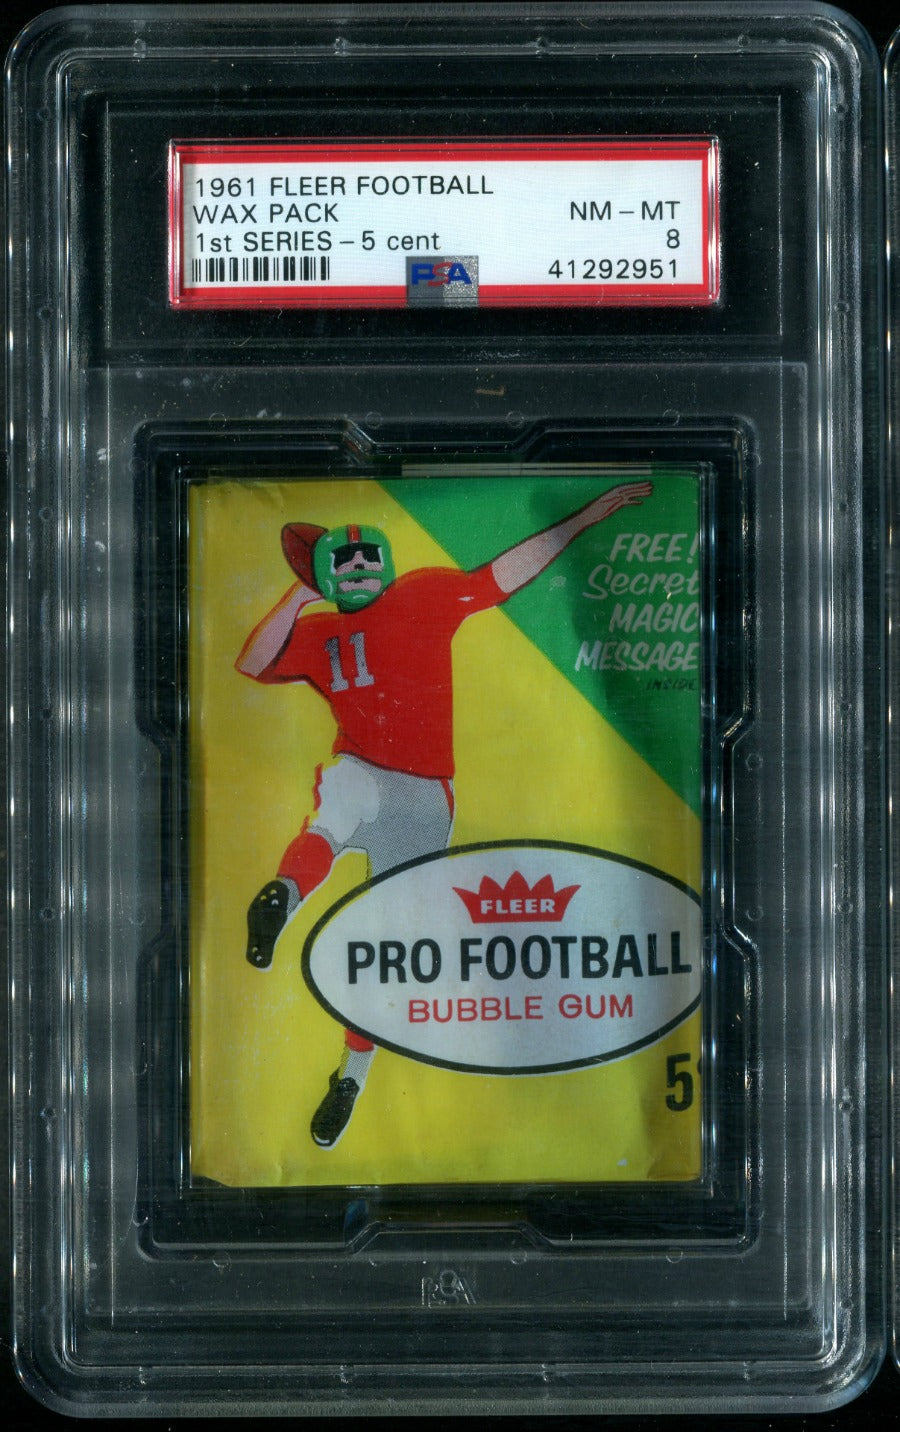 1961 FLEER FOOTBALL
WAX PACK
NM - MT
1st SERIES - 5 cent
8
PSA
41292951
FREE!
Secret
MAGIC
MESSAGE
INSIDE
11
FLEER
PRO FOOTBALL
BUBBLE GUM
5¢
PSA